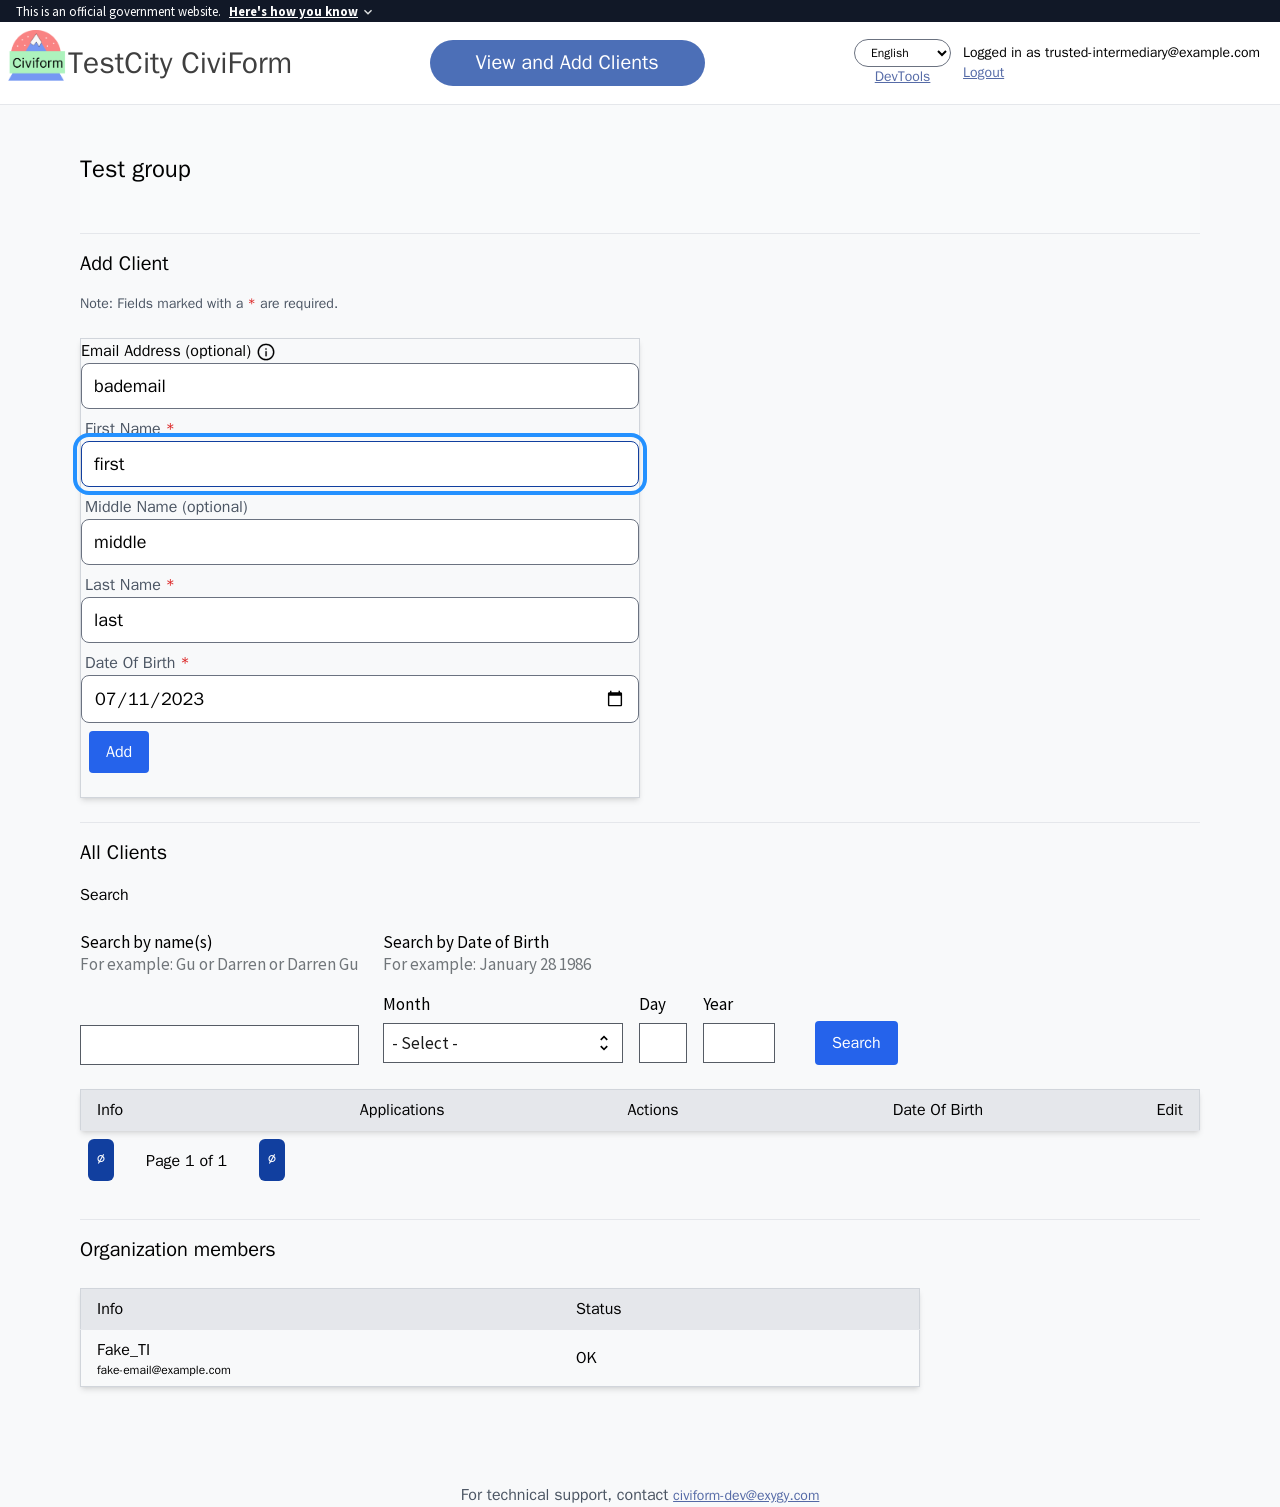 This is an official government website. Here's how you know
Civiform TestCity CiviForm
View and Add Clients
English
Logged in as trusted-intermediary@example.com
DevTools
Logout
Test group
Add Client
Note: Fields marked with a * are required.
Email Address (optional)
bademail
First Name *
first
Middle Name (optional)
middle
Last Name *
last
Date Of Birth *
07/11/2023
Add
All Clients
Search
Search by name(s)
For example: Gu or Darren or Darren Gu
Search by Date of Birth
For example: January 28 1986
Month Day Year
- Select -
Search
Info Applications Actions Date Of Birth Edit
∅ Page 1 of 1 ∅
Organization members
Info Status
Fake_TI
fake-email@example.com
OK
For technical support, contact civiform-dev@exygy.com